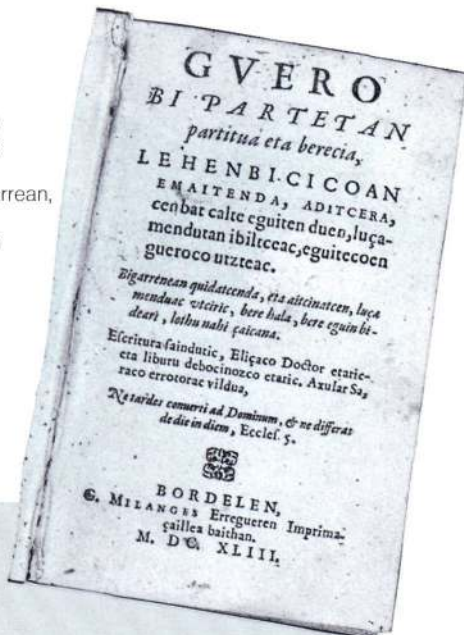 rrean,
GVERO
BI PARTETAN
partitua eta berecia,
LEHENBICICOAN
EMAITENDA, ADITCERA,
cenbat calte eguiten duen, luça-
mendutan ibiltceac, eguitecoen
gueroco utzteac.
Bigarrenean quidatcenda, eta aitcinatcen, luça
menduac vtciric, bere hala, bere eguin bi-
deari, lothu nahi çaicana.
Escritura saindutic, Eliçaco Doctor etaric-
eta liburu debocinozco etaric. Axular Sa,
raco errotorac vildua,
Ne tardes conuerti ad Dominum, & ne differas
de die in diem, Eccles. 5.
BORDELEN,
G. MILANGES Erregueren Imprima-
çaillea baithan.
M. DC. XLIII.